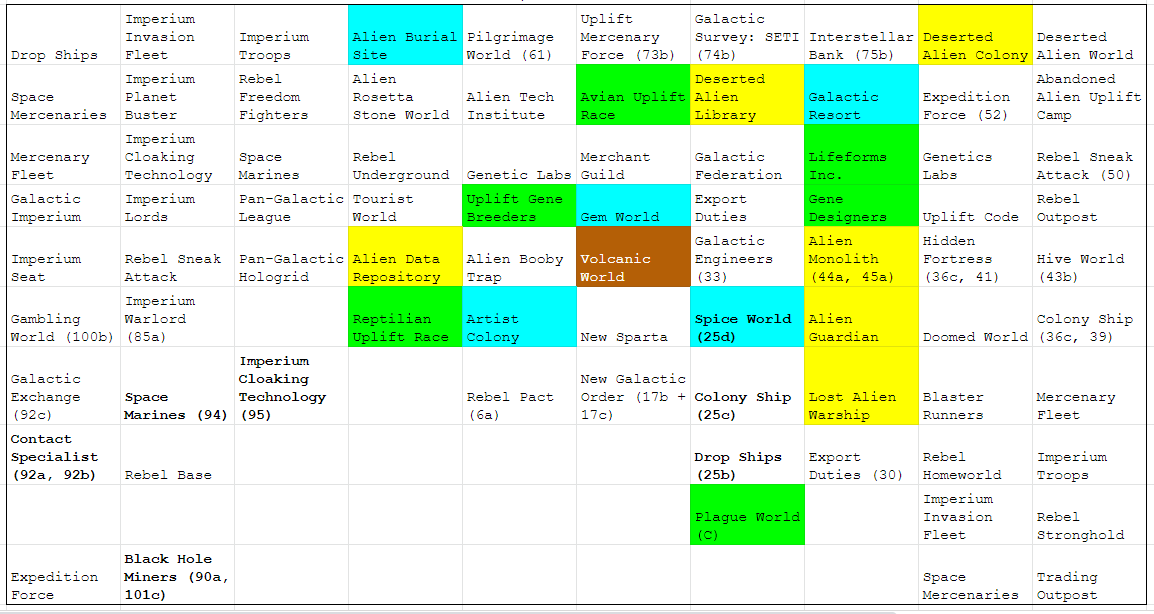 Drop Ships
Imperium
Invasion
Fleet
Imperium
Troops
Alien Burial
Site
Pilgrimage
World (61)
Uplift
Mercenary
Force (73b)
Galactic
Survey: SETI
(74b)
Interstellar
Bank (75b)
Deserted
Alien Colony
Deserted
Alien World
Space
Mercenaries
Imperium
Planet
Buster
Rebel
Freedom
Fighters
Alien
Rosetta
Stone World
Alien Tech
Institute
Avian Uplift
Race
Deserted
Alien
Library
Galactic
Resort
Expedition
Force (52)
Abandoned
Alien Uplift
Camp
Mercenary
Fleet
Imperium
Cloaking
Technology
Space
Marines
Rebel
Underground
Genetic Labs
Merchant
Guild
Galactic
Federation
Lifeforms
Inc.
Genetics
Labs
Rebel Sneak
Attack (50)
Galactic
Imperium
Imperium
Lords
Pan-Galactic
League
Tourist
World
Uplift Gene
Breeders
Gem World
Export
Duties
Gene
Designers
Uplift Code
Rebel
Outpost
Imperium
Seat
Rebel Sneak
Attack
Pan-Galactic
Hologrid
Alien Data
Repository
Alien Booby
Trap
Volcanic
World
Galactic
Engineers
(33)
Alien
Monolith
(44a, 45a)
Hidden
Fortress
(36c, 41)
Hive World
(43b)
Gambling
World (100b)
Imperium
Warlord
(85a)
Reptilian
Uplift Race
Artist
Colony
New Sparta
Spice World
(25d)
Alien
Guardian
Doomed World
Colony Ship
(36c, 39)
Galactic
Exchange
(92c)
Space
Marines (94)
Imperium
Cloaking
Technology
(95)
Rebel Pact
(6a)
New Galactic
Order (17b +
17c)
Colony Ship
(25c)
Lost Alien
Warship
Blaster
Runners
Mercenary
Fleet
Contact
Specialist
(92a, 92b)
Rebel Base
Drop Ships
(25b)
Export
Duties (30)
Rebel
Homeworld
Imperium
Troops
Plague World
(C)
Imperium
Invasion
Fleet
Rebel
Stronghold
Expedition
Force
Black Hole
Miners (90a,
101c)
Space
Mercenaries
Trading
Outpost